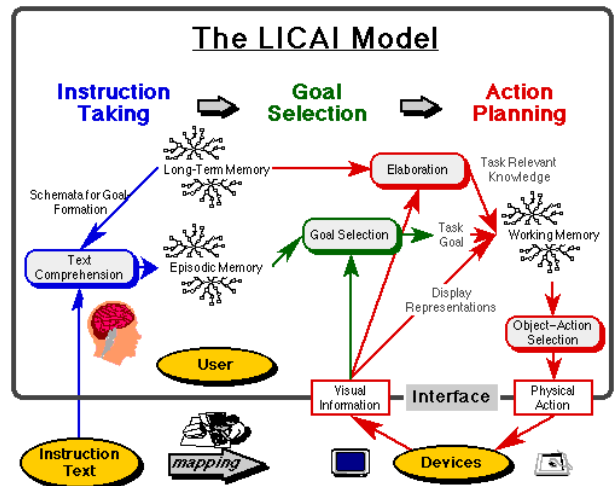 The LICAI Model
Instruction
Taking
Goal
Selection
Action
Planning
Long-Term Memory
Elaboration
Task Relevant
Knowledge
Schemata for Goal
Formation
Text
Comprehension
Episodic Memory
Goal Selection
Task
Goal
Working Memory
Display
Representations
Object-Action
Selection
User
Visual
Information
Interface
Physical
Action
Instruction
Text
mapping
Devices